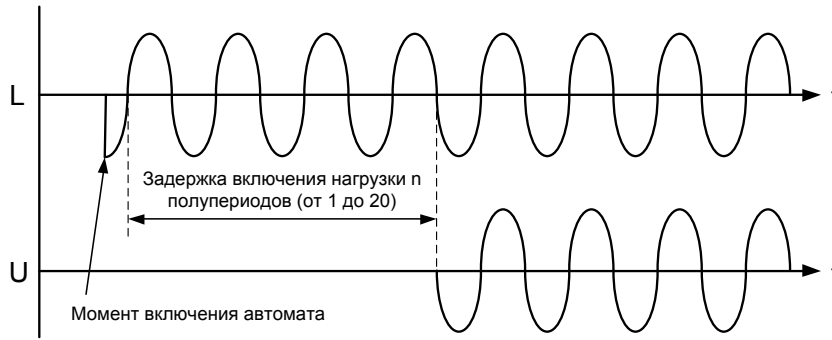 L
Задержка включения нагрузки n
полупериодов (от 1 до 20)
U
Момент включения автомата